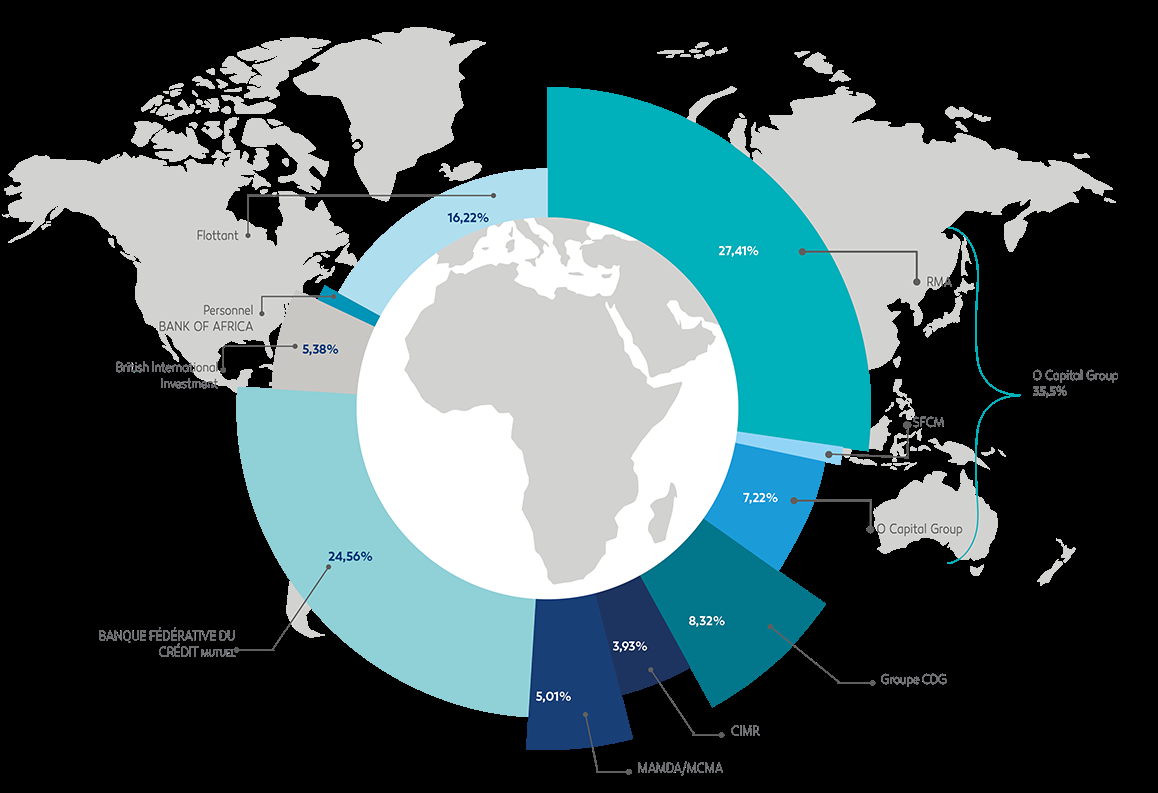 16,22%
Flottant
27,41%
RMA
Personnel
BANK OF AFRICA
5,38%
British International
Investment
O Capital Group
35,5%
SFCM
7,22%
O Capital Group
24,56%
BANQUE FÉDÉRATIVE DU
CRÉDIT MUTUEL
8,32%
3,93%
Groupe CDG
5,01%
CIMR
MAMDA/MCMA